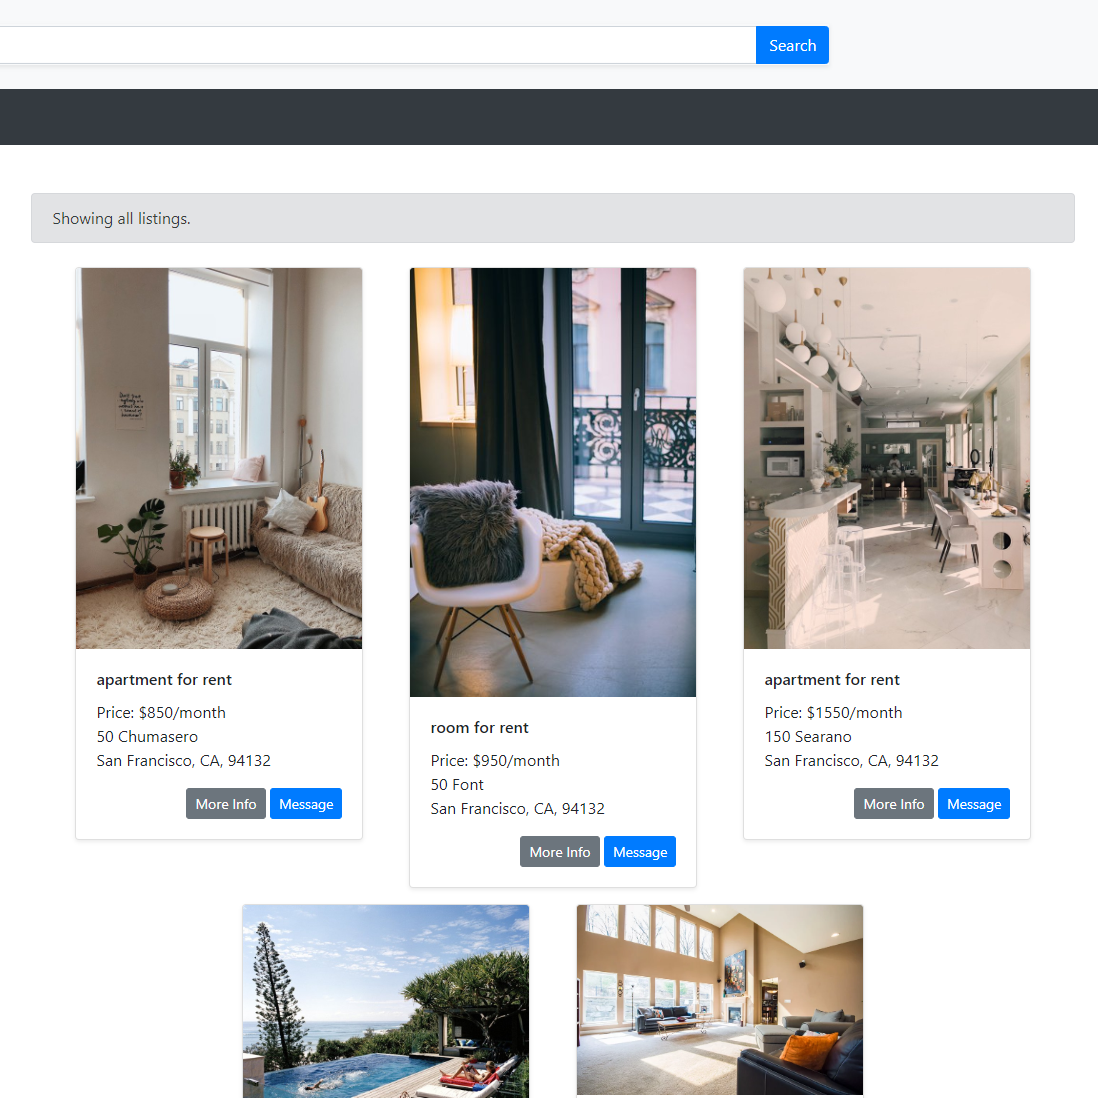 Search
Showing all listings.
apartment for rent
Price: $850/month
50 Chumasero
San Francisco, CA, 94132
More Info Message
room for rent
Price: $950/month
50 Font
San Francisco, CA, 94132
More Info Message
apartment for rent
Price: $1550/month
150 Searano
San Francisco, CA, 94132
More Info Message